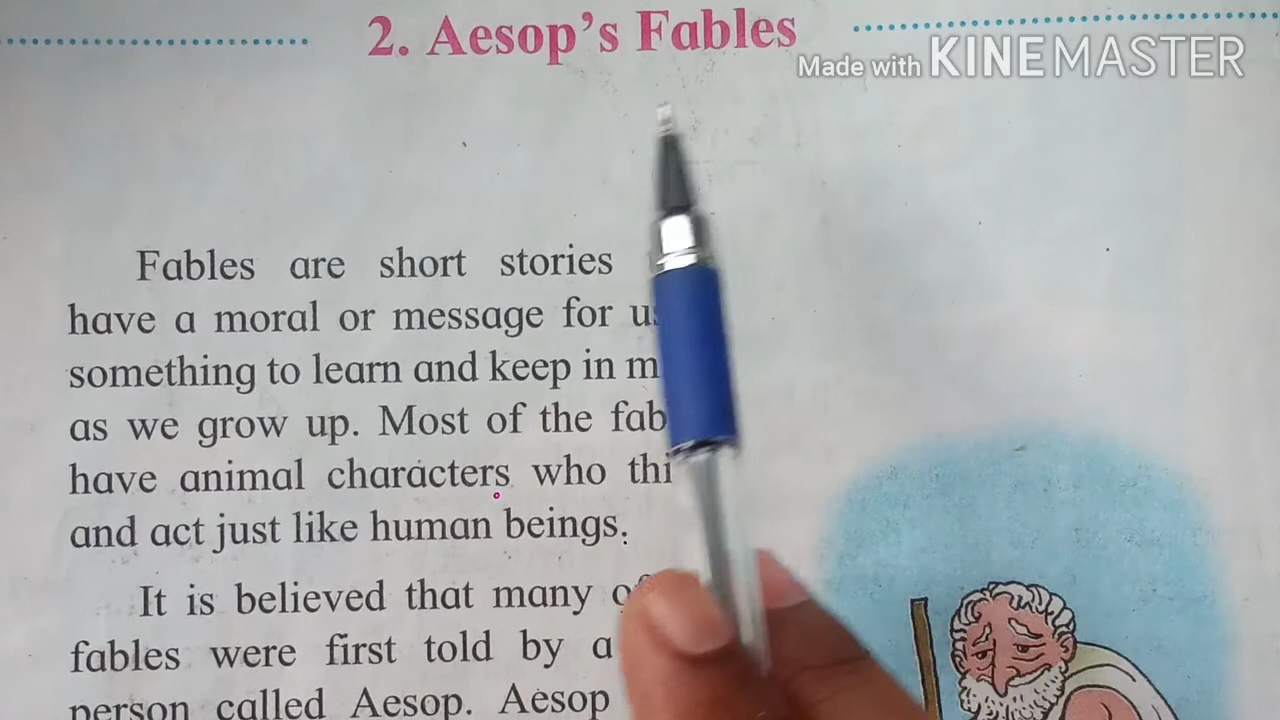 2. Aesop's Fables
Made with KINEMASTER
Fables are short stories
have a moral or message for
something to learn and keep in
as we grow up. Most of the
have animal characters who
and act just like human beings.
It is believed that many
fables were first told by a
person called Aesop. Aesop